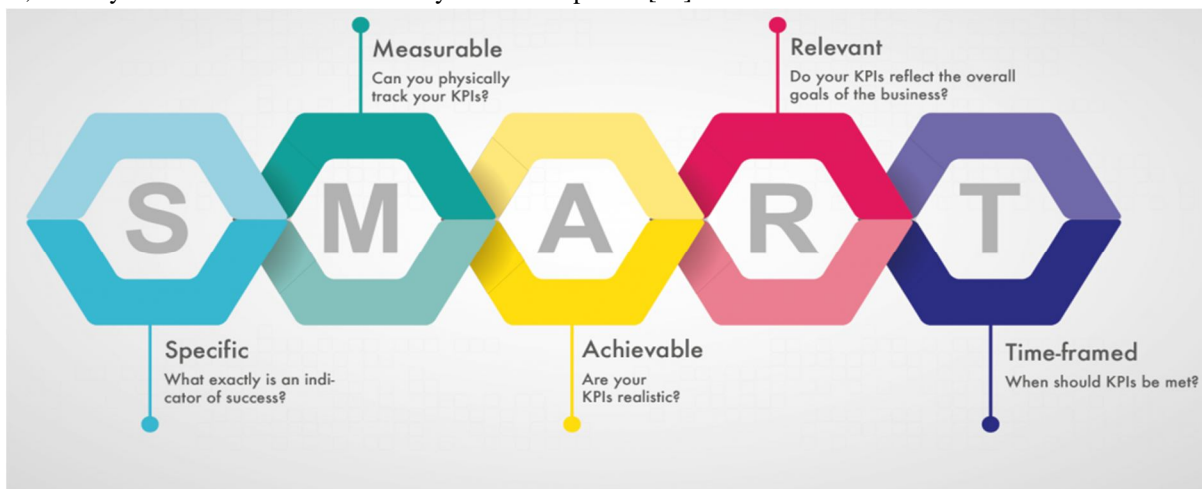 Measurable
Can you physically
track your KPIs?
Relevant
Do your KPIs reflect the overall
goals of the business?
S M A R T
Specific
What exactly is an indi-
cator of success?
Achievable
Are your
KPIs realistic?
Time-framed
When should KPIs be met?